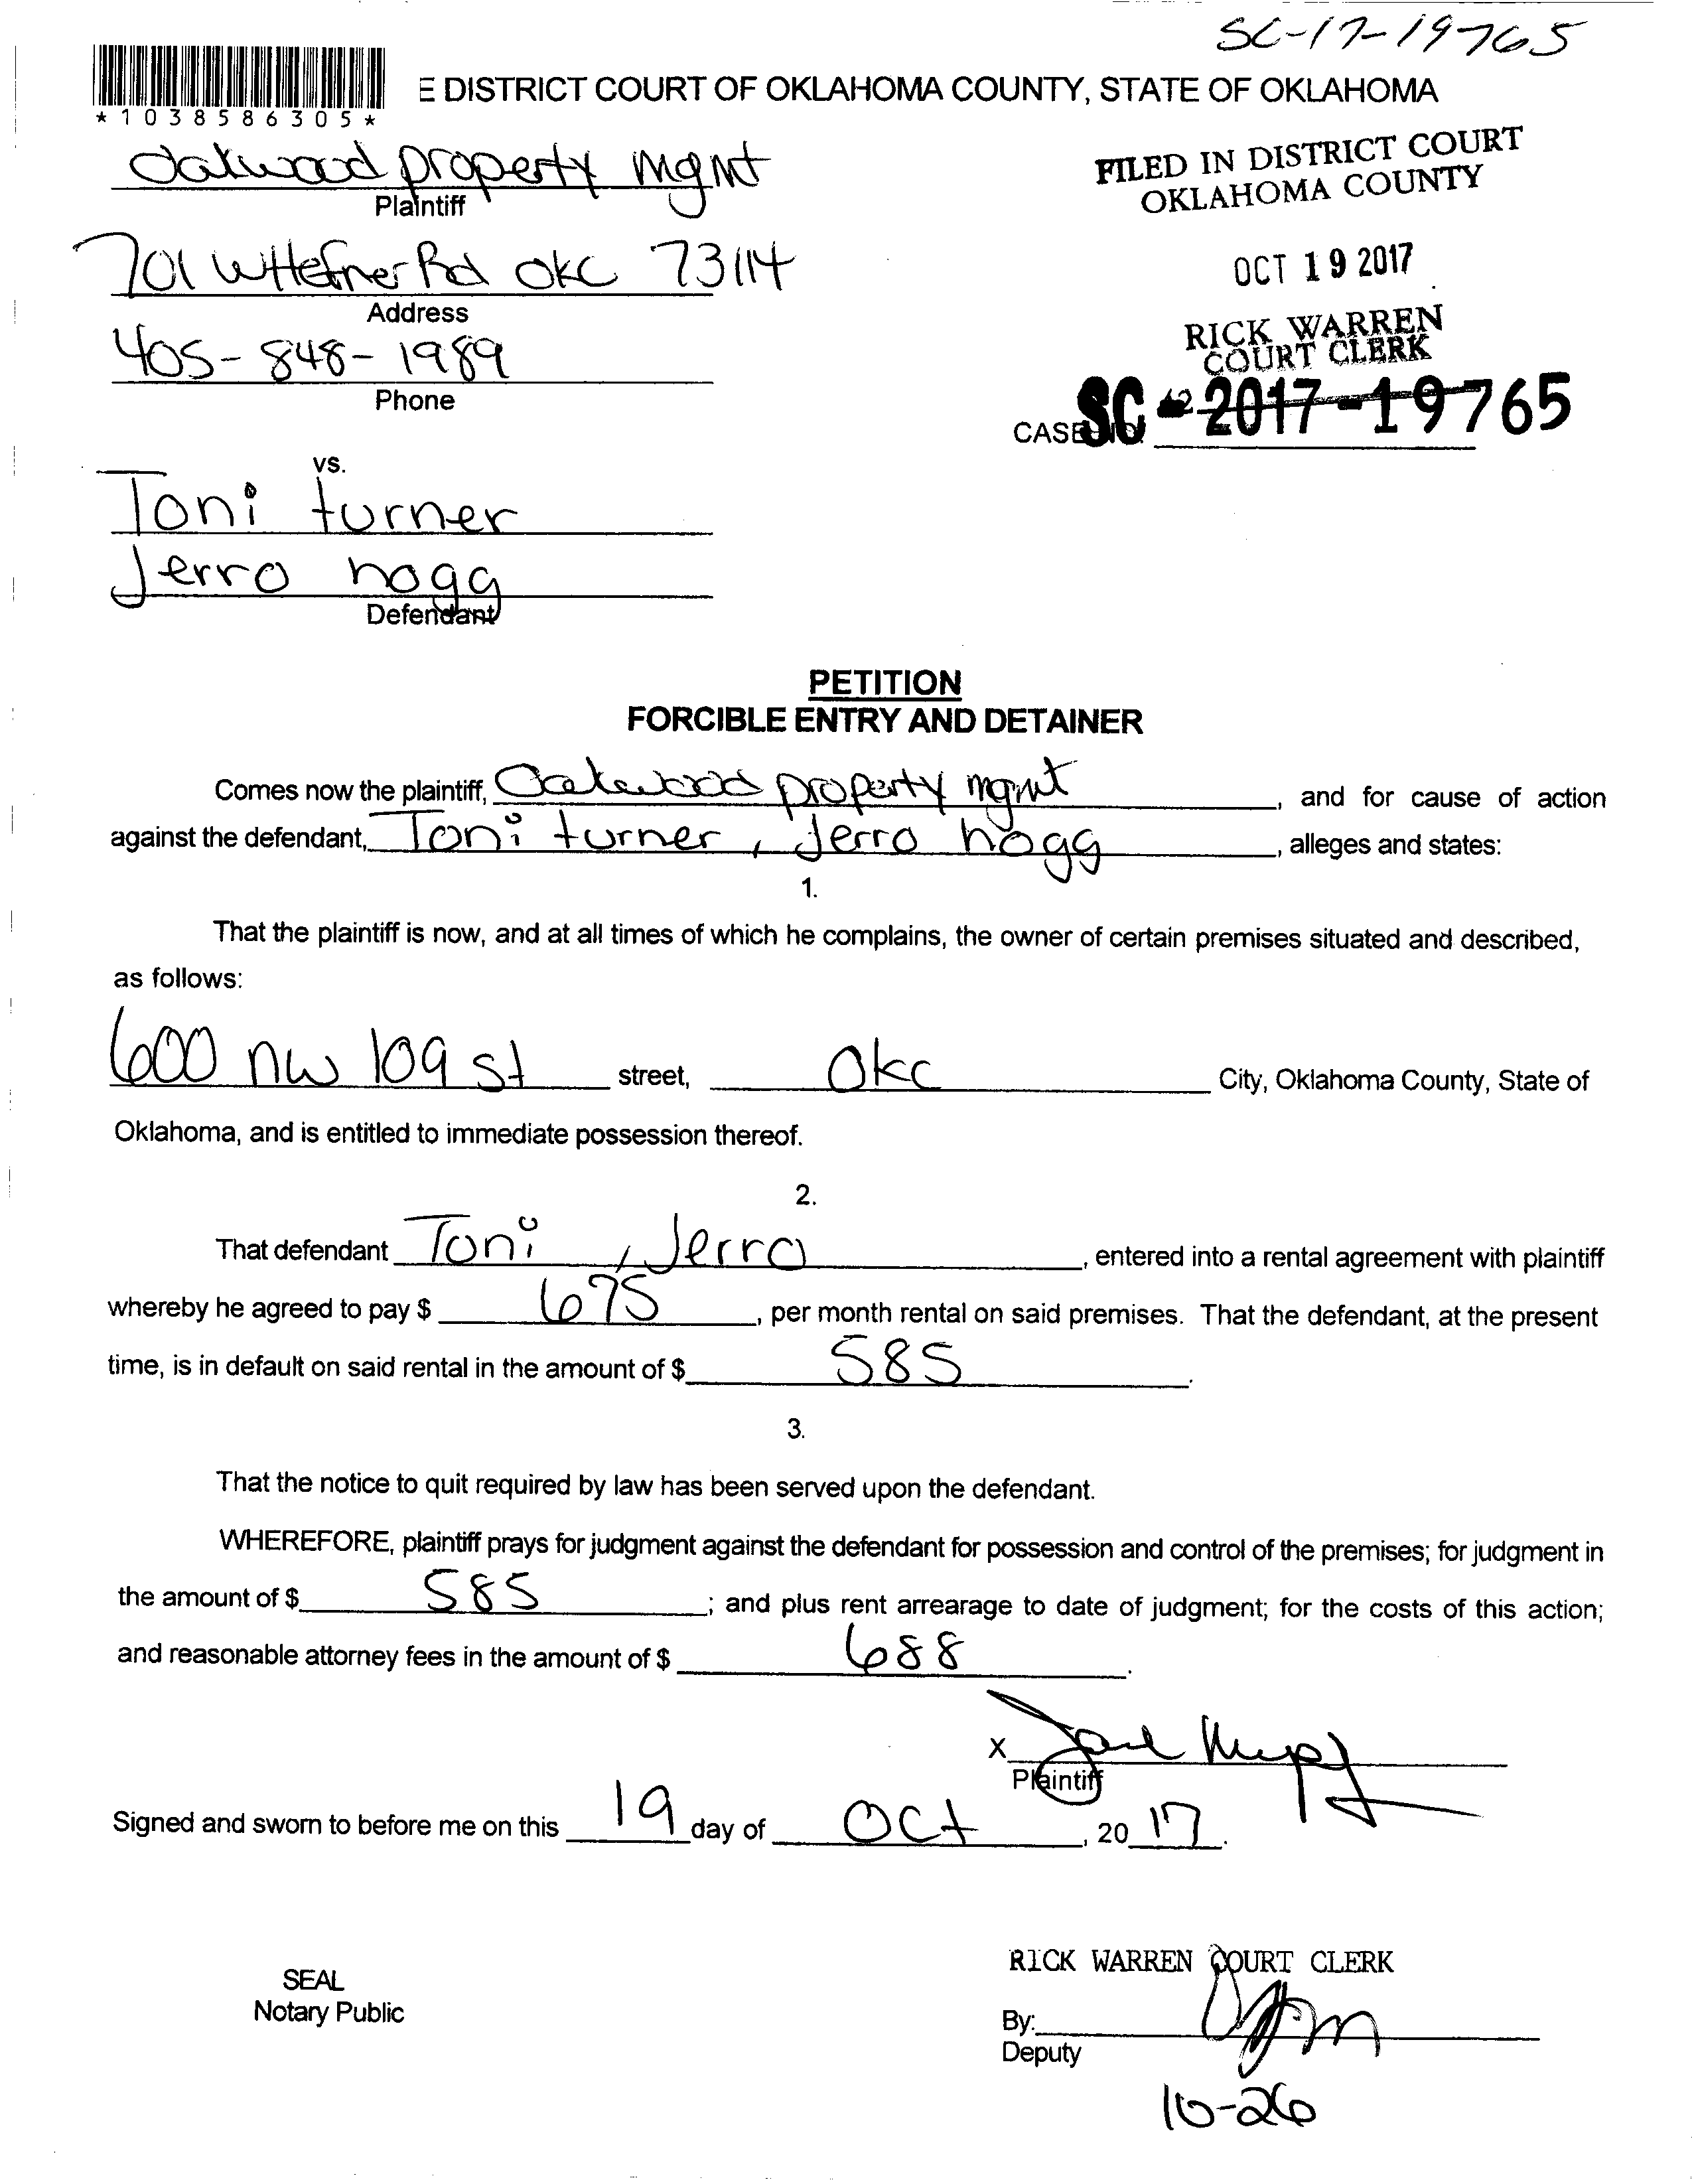 SC-17-19765
E DISTRICT COURT OF OKLAHOMA COUNTY, STATE OF OKLAHOMA
*1038586305*
Oakwood property mgmt
Plaintiff
FILED IN DISTRICT COURT
OKLAHOMA COUNTY
701 W Hefner Rd OKC 73114
Address
OCT 19 2017
405-848-1989
Phone
RICK WARREN
COURT CLERK
CASE NO. SC-2017-19765
vs.
Toni turner
Jerro hogg
Defendant
PETITION
FORCIBLE ENTRY AND DETAINER
Comes now the plaintiff, Oakwood property mgmt, and for cause of action
against the defendant, Toni turner, Jerro hogg, alleges and states:
1.
That the plaintiff is now, and at all times of which he complains, the owner of certain premises situated and described,
as follows:
600 nw 109 st street, Okc City, Oklahoma County, State of
Oklahoma, and is entitled to immediate possession thereof.
2.
That defendant Toni, Jerro, entered into a rental agreement with plaintiff
whereby he agreed to pay $ 675, per month rental on said premises. That the defendant, at the present
time, is in default on said rental in the amount of $ 585.
3.
That the notice to quit required by law has been served upon the defendant.
WHEREFORE, plaintiff prays for judgment against the defendant for possession and control of the premises; for judgment in
the amount of $ 585; and plus rent arrearage to date of judgment; for the costs of this action;
and reasonable attorney fees in the amount of $ 688.
X
Plaintiff
Signed and sworn to before me on this 19 day of Oct, 2017.
RICK WARREN COURT CLERK
SEAL
Notary Public
By:
Deputy
10-26